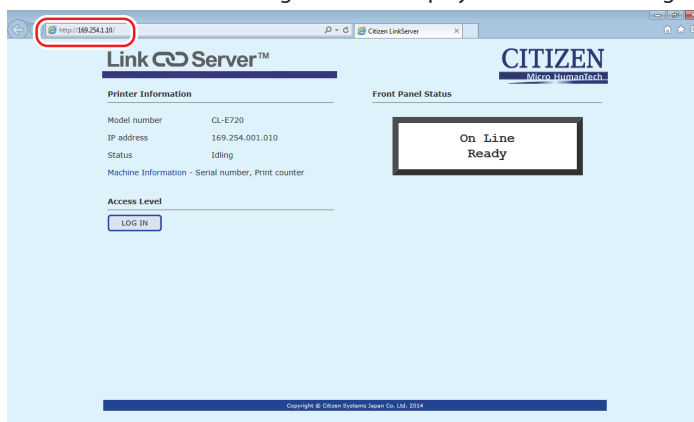 http://169.254.1.10/
Citizen LinkServer
Link Server™
CITIZEN
Micro HumanTech
Printer Information
Front Panel Status
Model number CL-E720
IP address 169.254.001.010
Status Idling
Machine Information - Serial number, Print counter
On Line
Ready
Access Level
LOG IN
Copyright © Citizen Systems Japan Co. Ltd. 2014